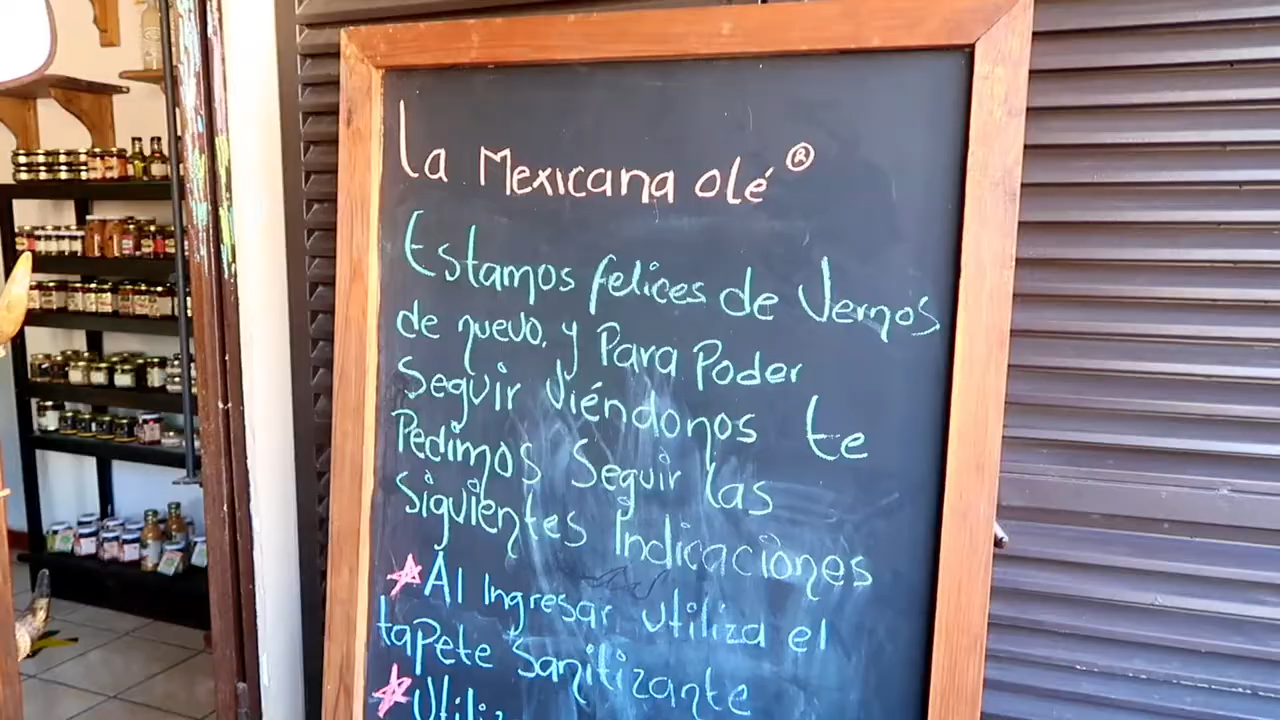 La Mexicana olé ®
Estamos felices de Vernos
de nuevo, y Para Poder
Seguir viéndonos te
Pedimos Seguir las
Siguientes Indicaciones
☆ Al Ingresar utiliza el
tapete Sanitizante